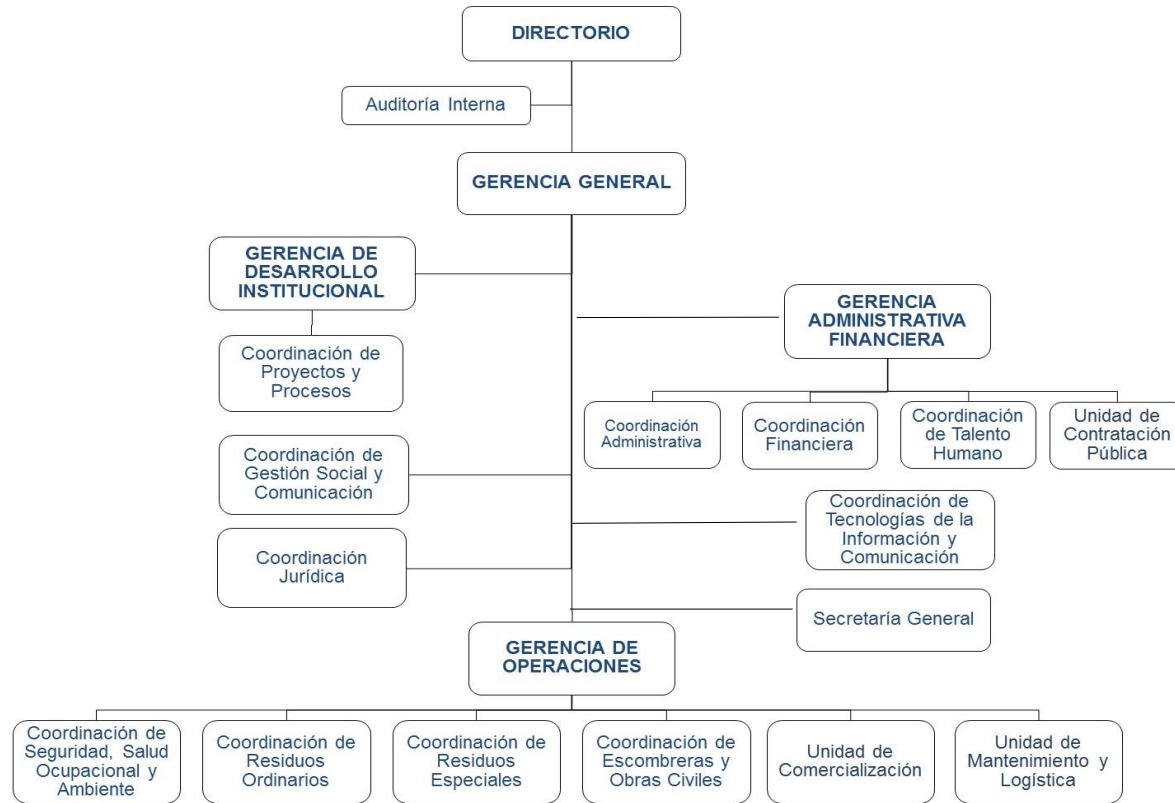 DIRECTORIO
Auditoría Interna
GERENCIA GENERAL
GERENCIA DE
DESARROLLO
INSTITUCIONAL
GERENCIA
ADMINISTRATIVA
FINANCIERA
Coordinación de
Proyectos y
Procesos
Coordinación
Administrativa
Coordinación
Financiera
Coordinación
de Talento
Humano
Unidad de
Contratación
Pública
Coordinación de
Gestión Social y
Comunicación
Coordinación de
Tecnologías de la
Información y
Comunicación
Coordinación
Jurídica
Secretaría General
GERENCIA DE
OPERACIONES
Coordinación de
Seguridad, Salud
Ocupacional y
Ambiente
Coordinación de
Residuos
Ordinarios
Coordinación de
Residuos
Especiales
Coordinación de
Escombreras y
Obras Civiles
Unidad de
Comercialización
Unidad de
Mantenimiento y
Logística